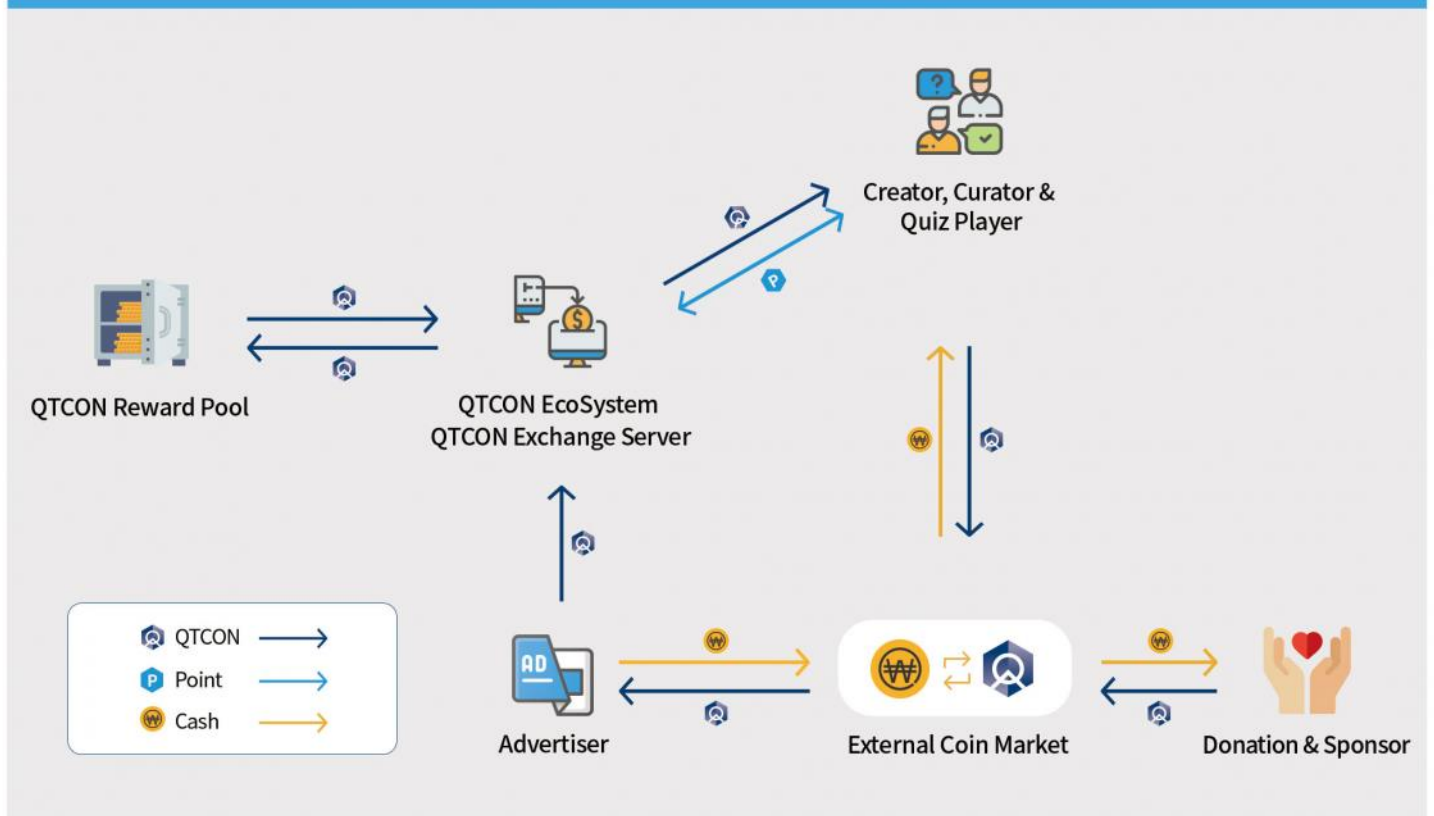 Creator, Curator &
Quiz Player
QTCON Reward Pool
QTCON EcoSystem
QTCON Exchange Server
QTCON
Point
Cash
AD
Advertiser
External Coin Market
Donation & Sponsor